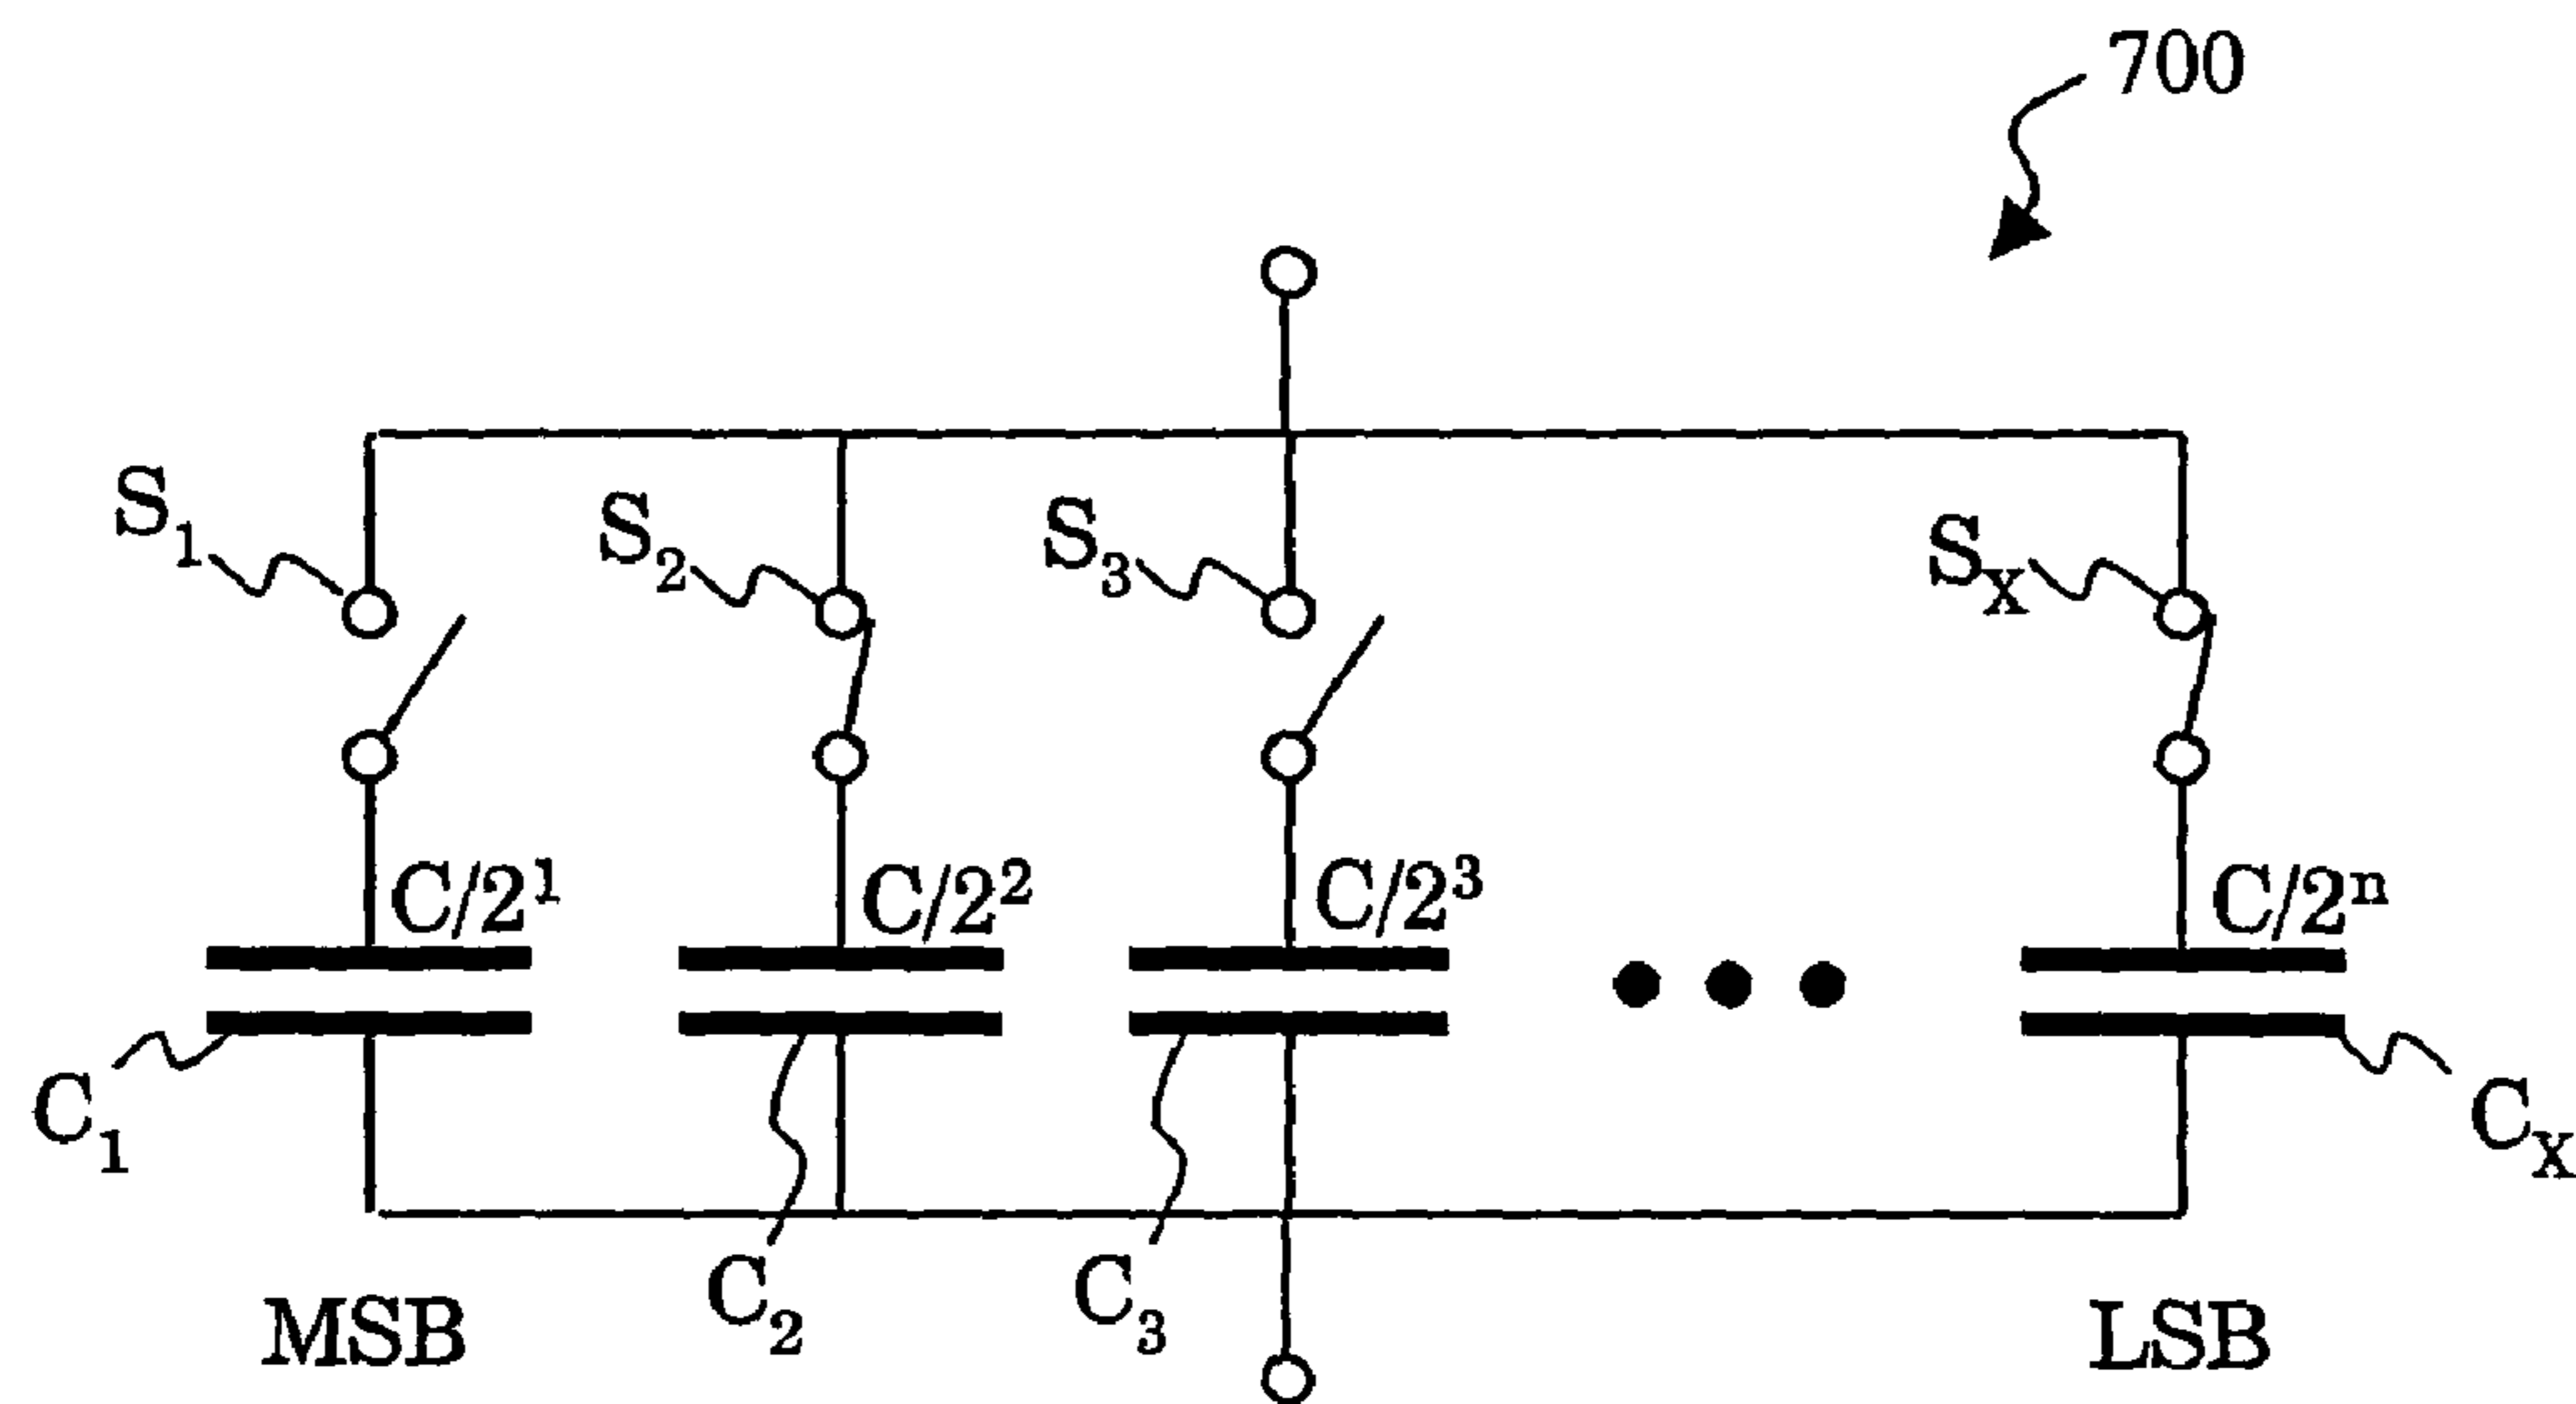 700
S₁
S₂
S₃
Sₓ
C/2¹
C/2²
C/2³
C/2ⁿ
C₁
C₂
C₃
Cₓ
MSB
LSB